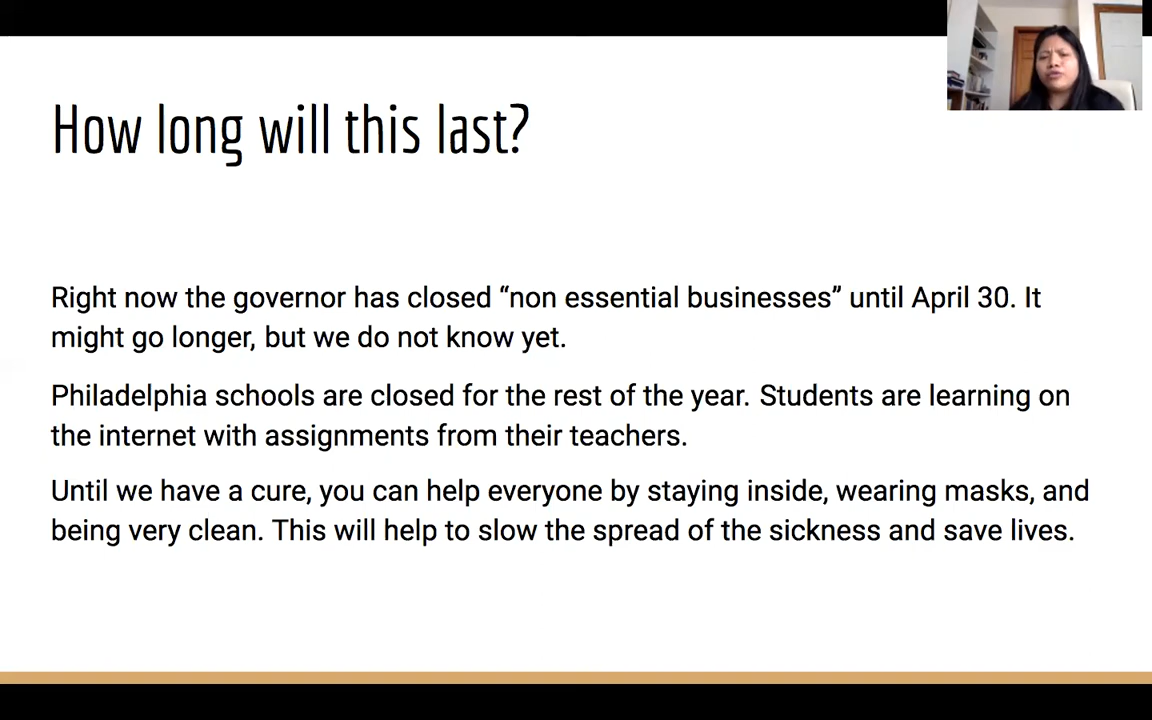 How long will this last?
Right now the governor has closed “non essential businesses” until April 30. It
might go longer, but we do not know yet.
Philadelphia schools are closed for the rest of the year. Students are learning on
the internet with assignments from their teachers.
Until we have a cure, you can help everyone by staying inside, wearing masks, and
being very clean. This will help to slow the spread of the sickness and save lives.